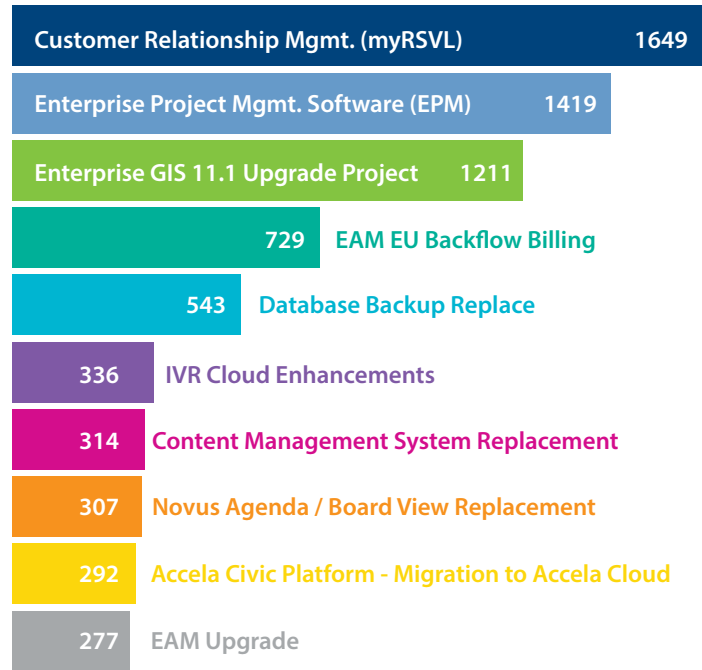 Customer Relationship Mgmt. (myRSVL) 1649
Enterprise Project Mgmt. Software (EPM) 1419
Enterprise GIS 11.1 Upgrade Project 1211
729 EAM EU Backflow Billing
543 Database Backup Replace
336 IVR Cloud Enhancements
314 Content Management System Replacement
307 Novus Agenda / Board View Replacement
292 Accela Civic Platform - Migration to Accela Cloud
277 EAM Upgrade